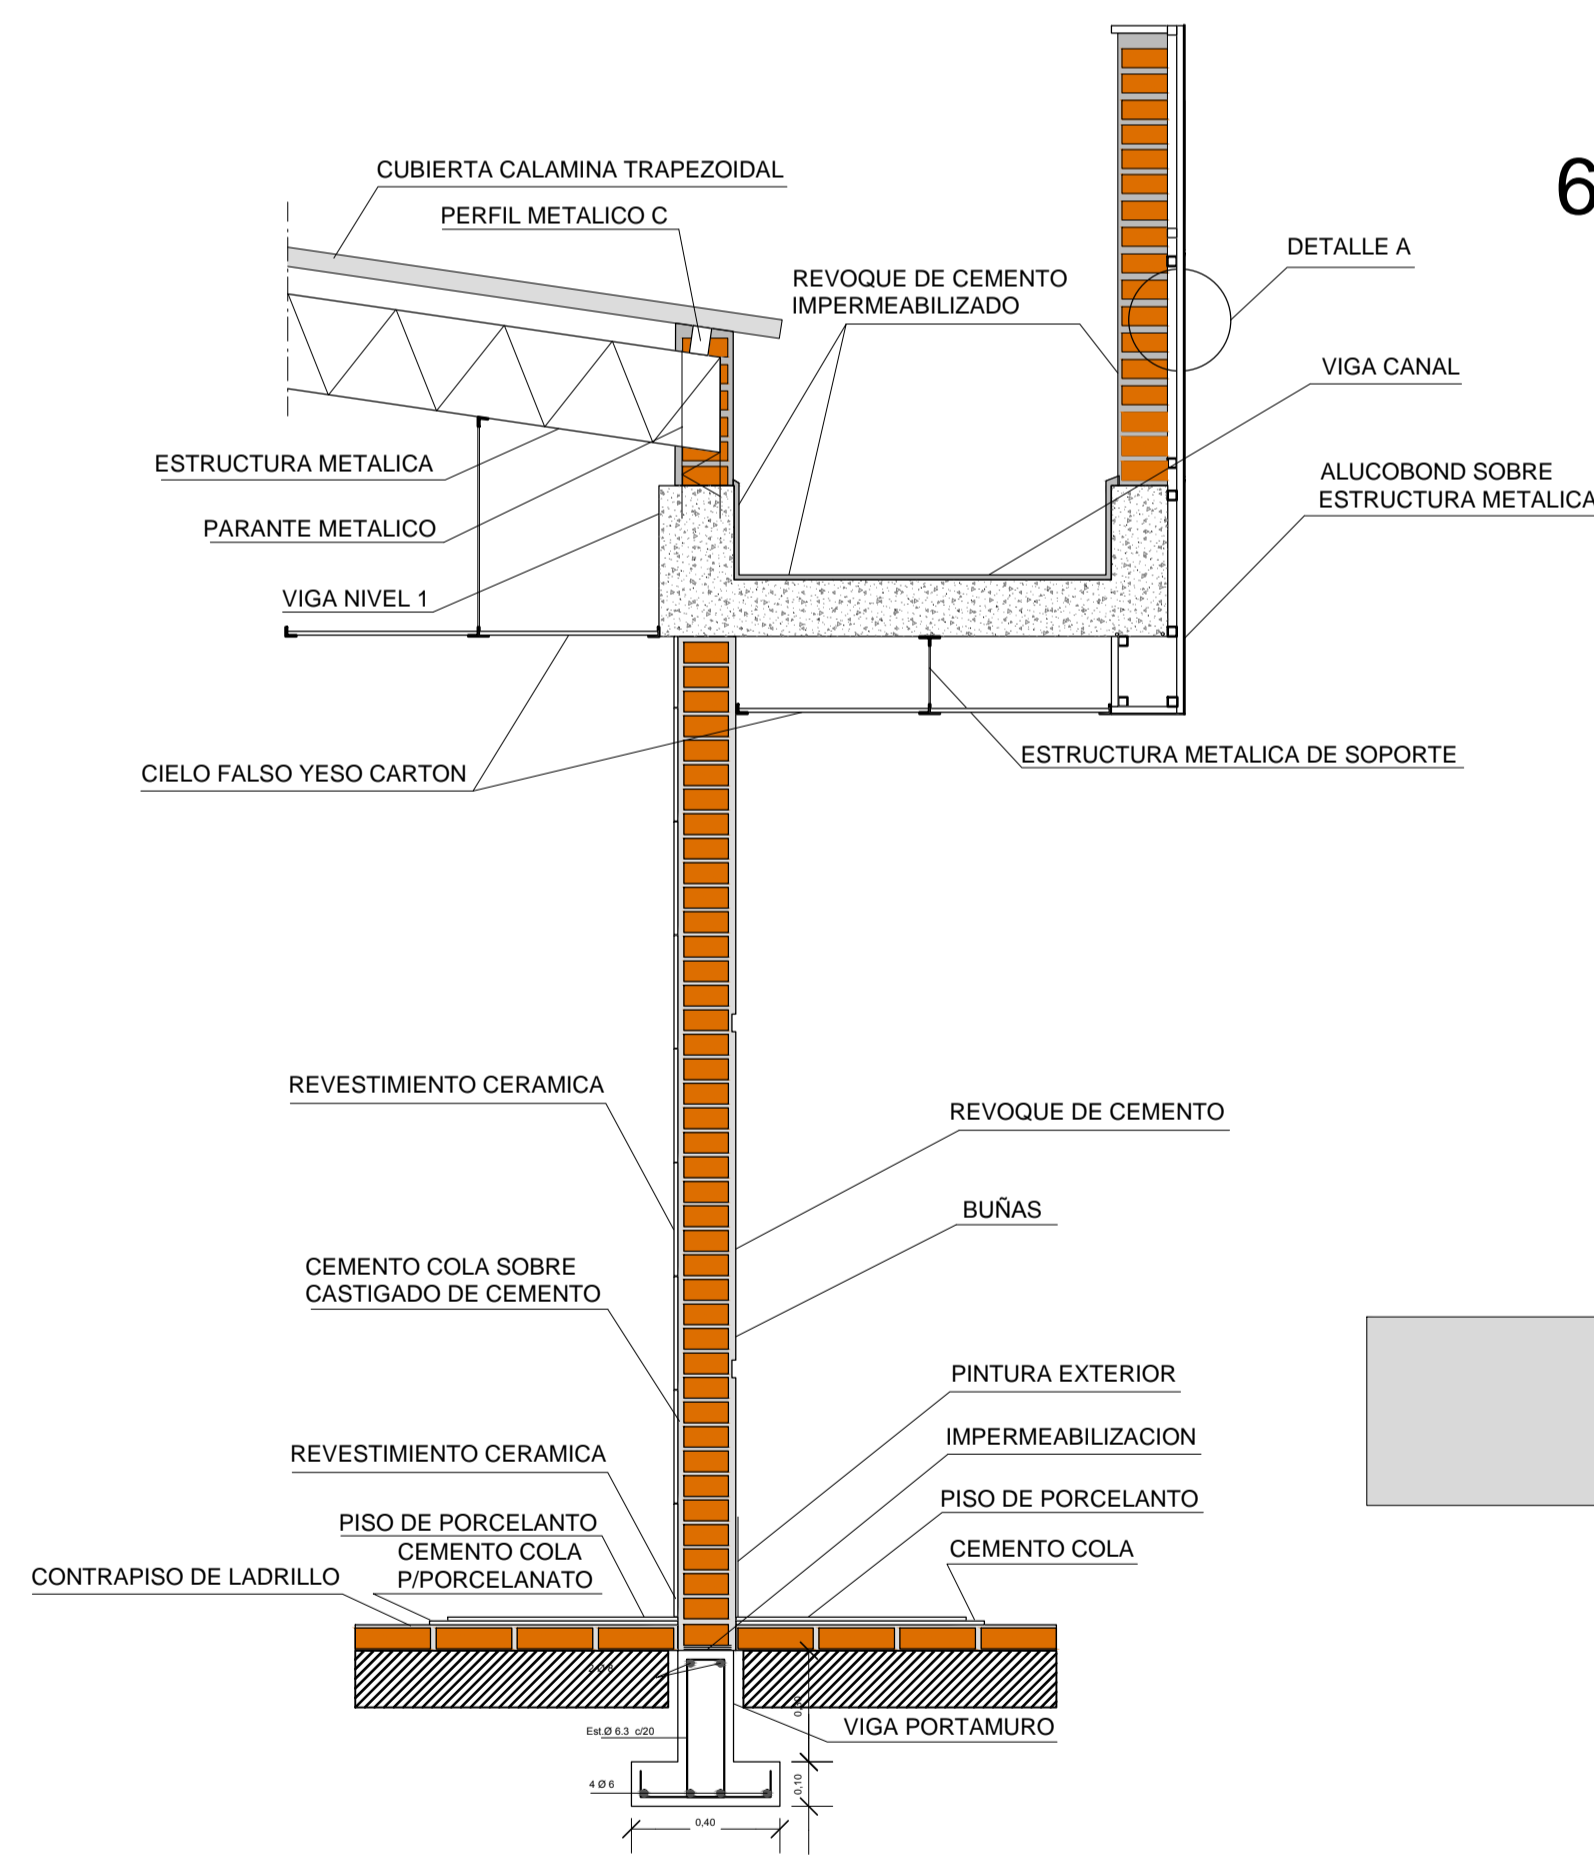 6
CUBIERTA CALAMINA TRAPEZOIDAL
PERFIL METALICO C
DETALLE A
REVOQUE DE CEMENTO
IMPERMEABILIZADO
VIGA CANAL
ESTRUCTURA METALICA
ALUCOBOND SOBRE
ESTRUCTURA METALICA
PARANTE METALICO
VIGA NIVEL 1
ESTRUCTURA METALICA DE SOPORTE
CIELO FALSO YESO CARTON
REVESTIMIENTO CERAMICA
REVOQUE DE CEMENTO
BUÑAS
CEMENTO COLA SOBRE
CASTIGADO DE CEMENTO
PINTURA EXTERIOR
IMPERMEABILIZACION
REVESTIMIENTO CERAMICA
PISO DE PORCELANTO
PISO DE PORCELANTO
CEMENTO COLA
P/PORCELANATO
CEMENTO COLA
CONTRAPISO DE LADRILLO
2 Ø 8
VIGA PORTAMURO
Est.Ø 6.3 c/20
4 Ø 6
0,10
0,40